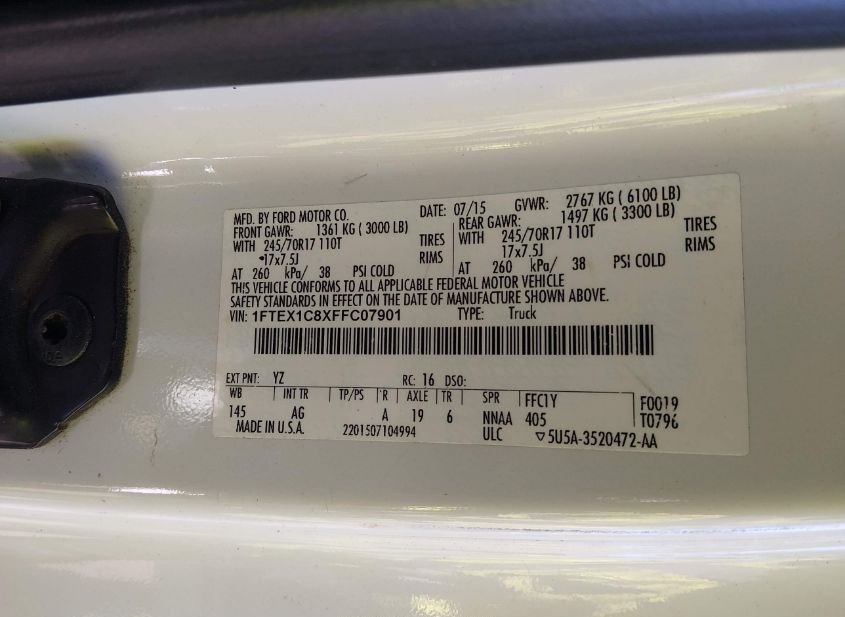 MFD. BY FORD MOTOR CO. DATE: 07/15 GVWR: 2767 KG ( 6100 LB)
FRONT GAWR: 1361 KG ( 3000 LB) REAR GAWR: 1497 KG ( 3300 LB)
WITH 245/70R17 110T TIRES WITH 245/70R17 110T TIRES
17x7.5J RIMS 17x7.5J RIMS
AT 260 kPa/ 38 PSI COLD AT 260 kPa/ 38 PSI COLD
THIS VEHICLE CONFORMS TO ALL APPLICABLE FEDERAL MOTOR VEHICLE
SAFETY STANDARDS IN EFFECT ON THE DATE OF MANUFACTURE SHOWN ABOVE.
VIN: 1FTEX1C8XFFC07901 TYPE: Truck
EXT PNT: YZ RC: 16 DSO:
WB INT TR TP/PS R AXLE TR SPR FFC1Y F0019
145 AG A 19 6 NNAA 405 T0796
MADE IN U.S.A. 2201507104994 ULC ▽5U5A-3520472-AA